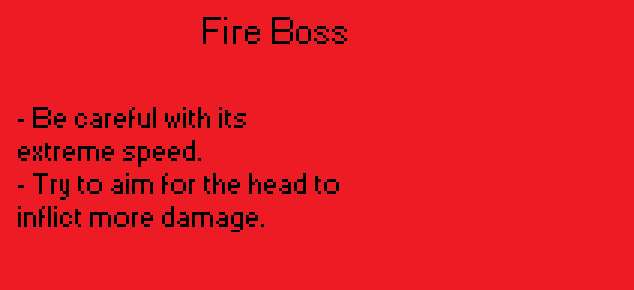 Fire Boss
- Be careful with its
extreme speed.
- Try to aim for the head to
inflict more damage.